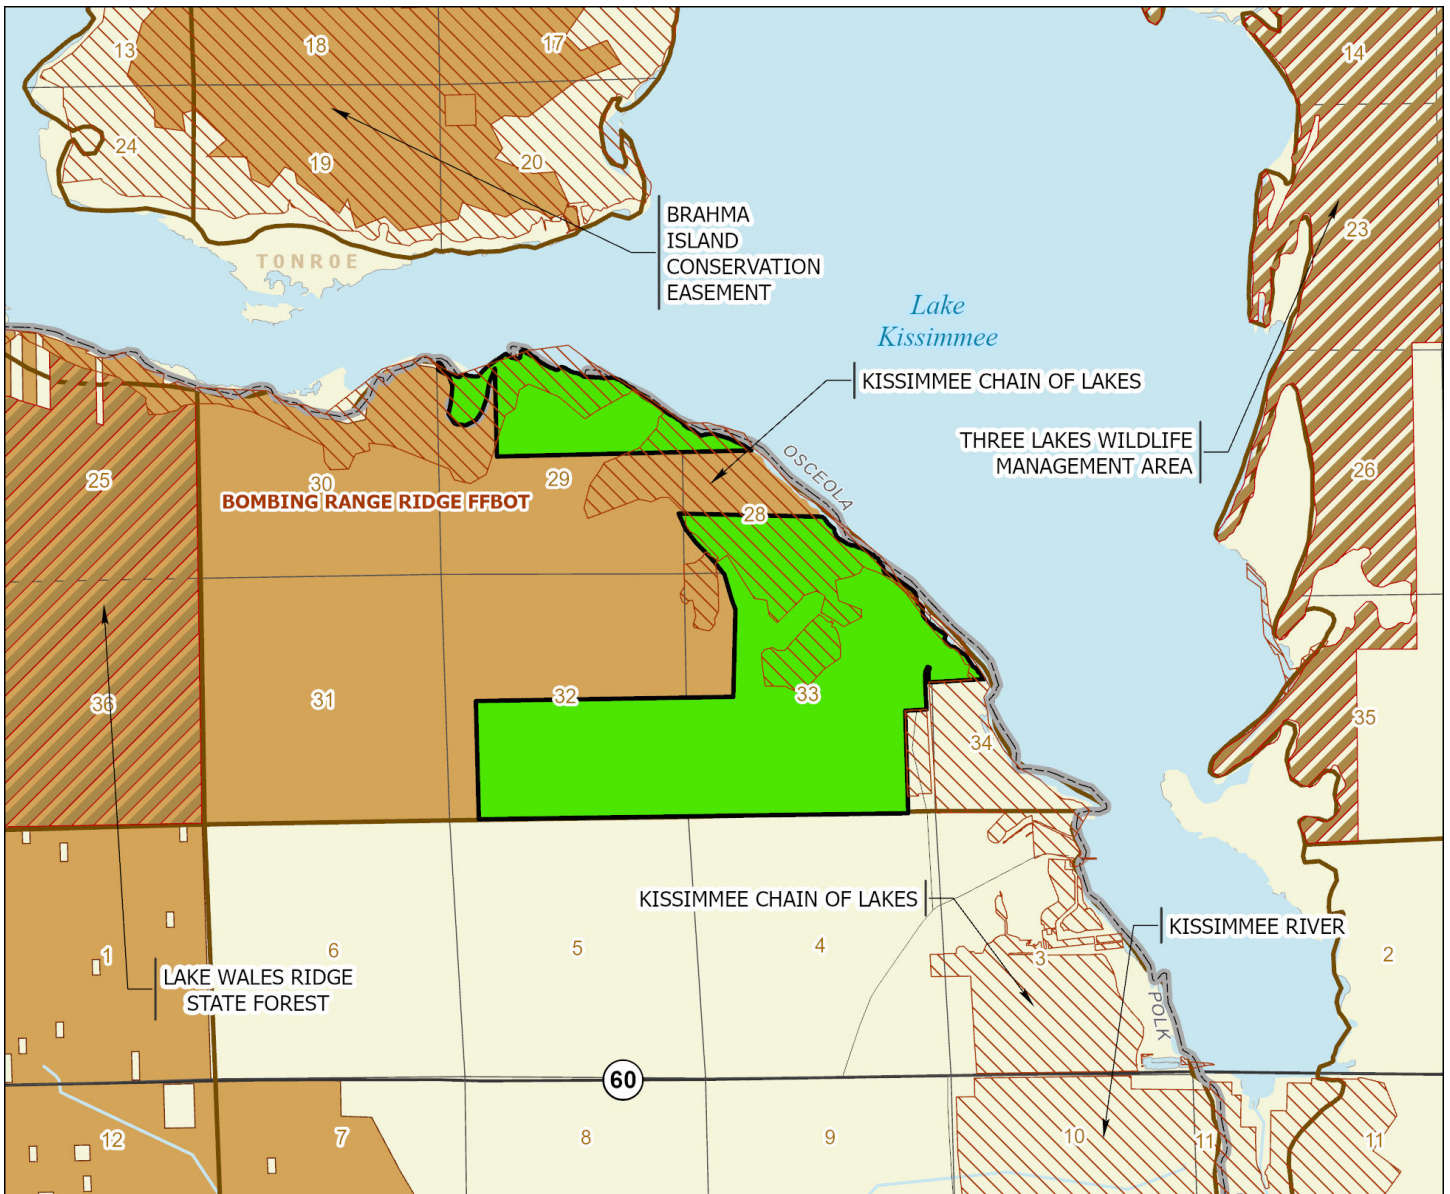 13
18
17
14
24
19
20
BRAHMA
ISLAND
CONSERVATION
EASEMENT
23
TONROE
Lake
Kissimmee
KISSIMMEE CHAIN OF LAKES
THREE LAKES WILDLIFE
MANAGEMENT AREA
OSCEOLA
25
30
29
26
BOMBING RANGE RIDGE FFBOT
28
36
31
32
33
34
35
KISSIMMEE CHAIN OF LAKES
KISSIMMEE RIVER
1
6
5
4
3
2
LAKE WALES RIDGE
STATE FOREST
POLK
60
12
7
8
9
10
11
11